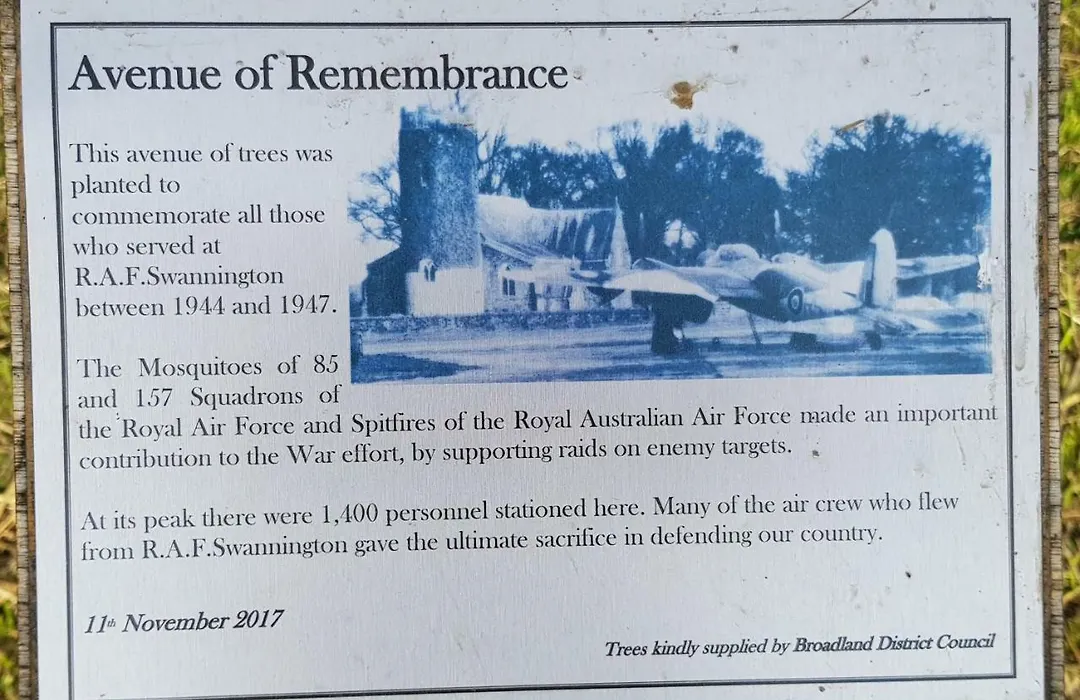 Avenue of Remembrance
This avenue of trees was
planted to
commemorate all those
who served at
R.A.F.Swannington
between 1944 and 1947.
The Mosquitoes of 85
and 157 Squadrons of
the Royal Air Force and Spitfires of the Royal Australian Air Force made an important
contribution to the War effort, by supporting raids on enemy targets.
At its peak there were 1,400 personnel stationed here. Many of the air crew who flew
from R.A.F.Swannington gave the ultimate sacrifice in defending our country.
11th November 2017
Trees kindly supplied by Broadland District Council